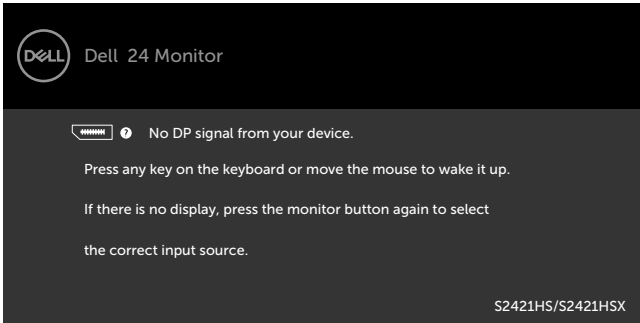 DELL
Dell 24 Monitor
? No DP signal from your device.
Press any key on the keyboard or move the mouse to wake it up.
If there is no display, press the monitor button again to select
the correct input source.
S2421HS/S2421HSX